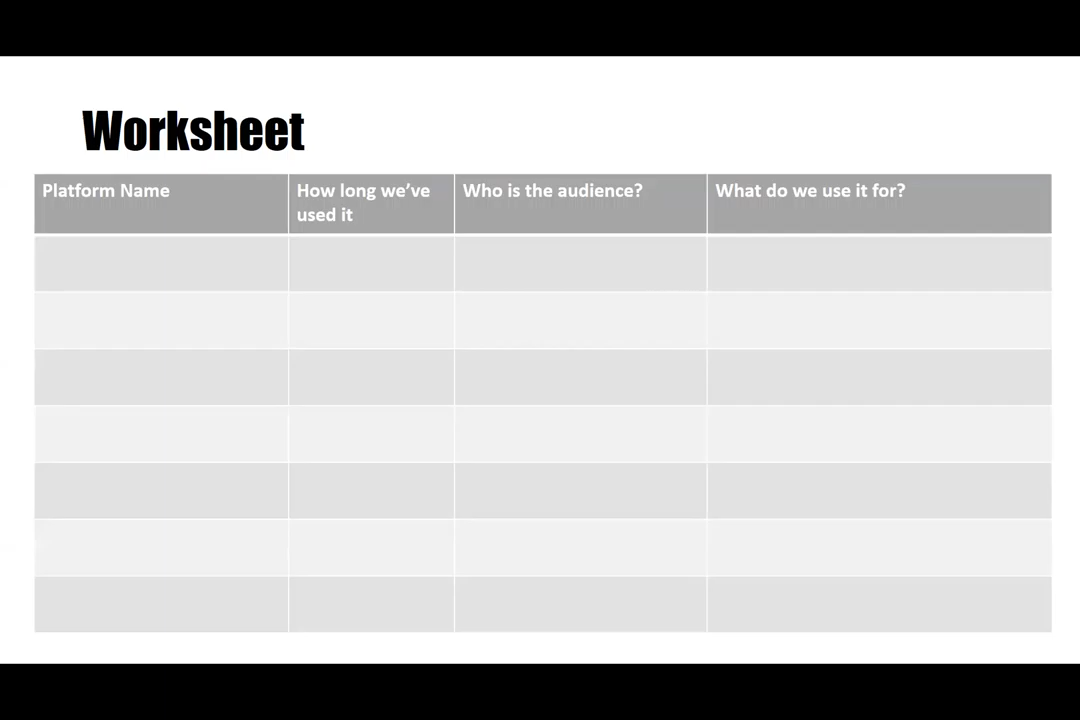 Worksheet
Platform Name
How long we've
used it
Who is the audience?
What do we use it for?